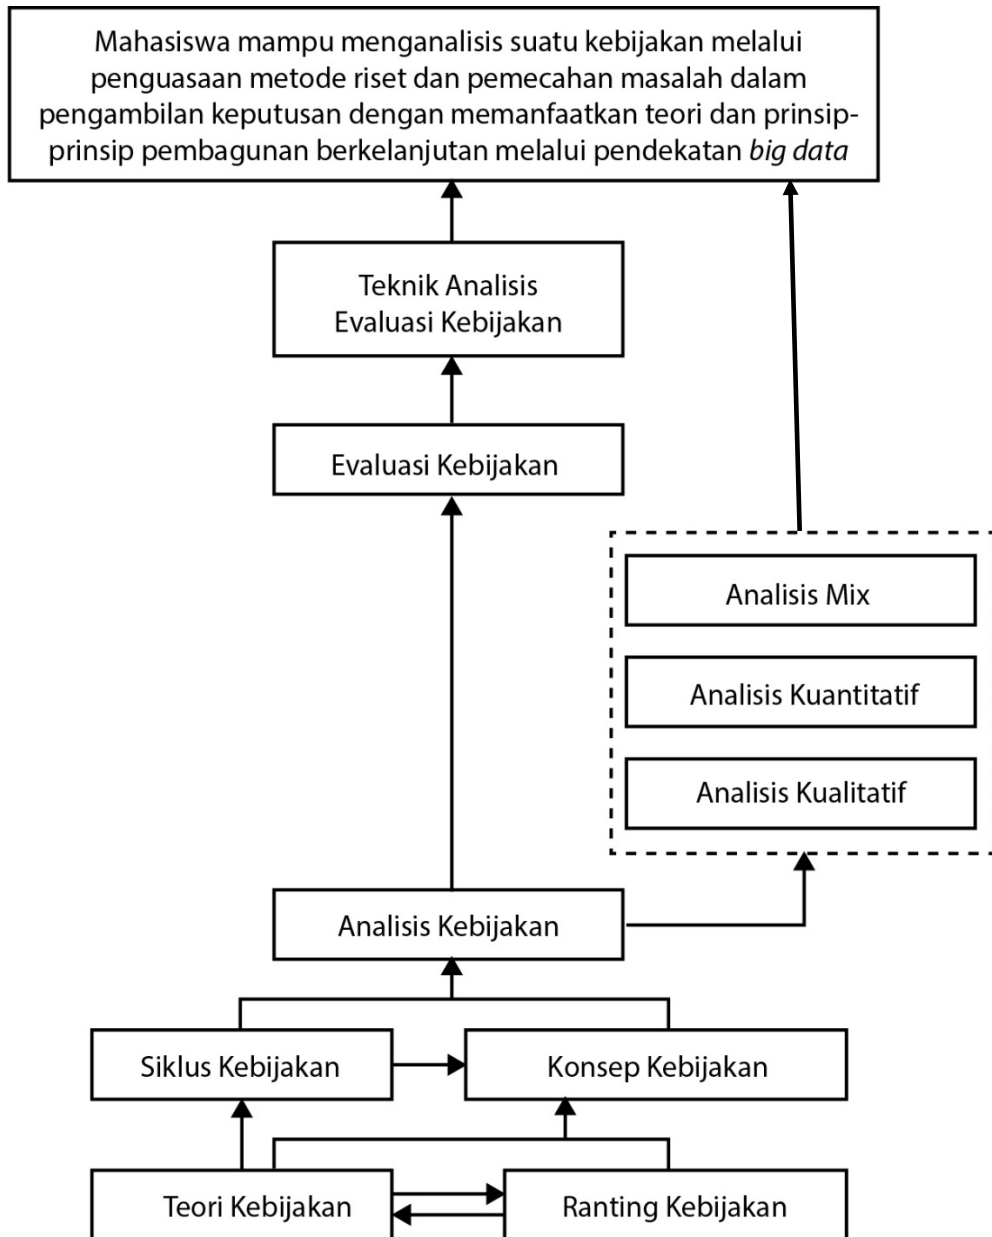 Mahasiswa mampu menganalisis suatu kebijakan melalui
penguasaan metode riset dan pemecahan masalah dalam
pengambilan keputusan dengan memanfaatkan teori dan prinsip-
prinsip pembagunan berkelanjutan melalui pendekatan big data
Teknik Analisis
Evaluasi Kebijakan
Evaluasi Kebijakan
Analisis Mix
Analisis Kuantitatif
Analisis Kualitatif
Analisis Kebijakan
Siklus Kebijakan
Konsep Kebijakan
Teori Kebijakan
Ranting Kebijakan